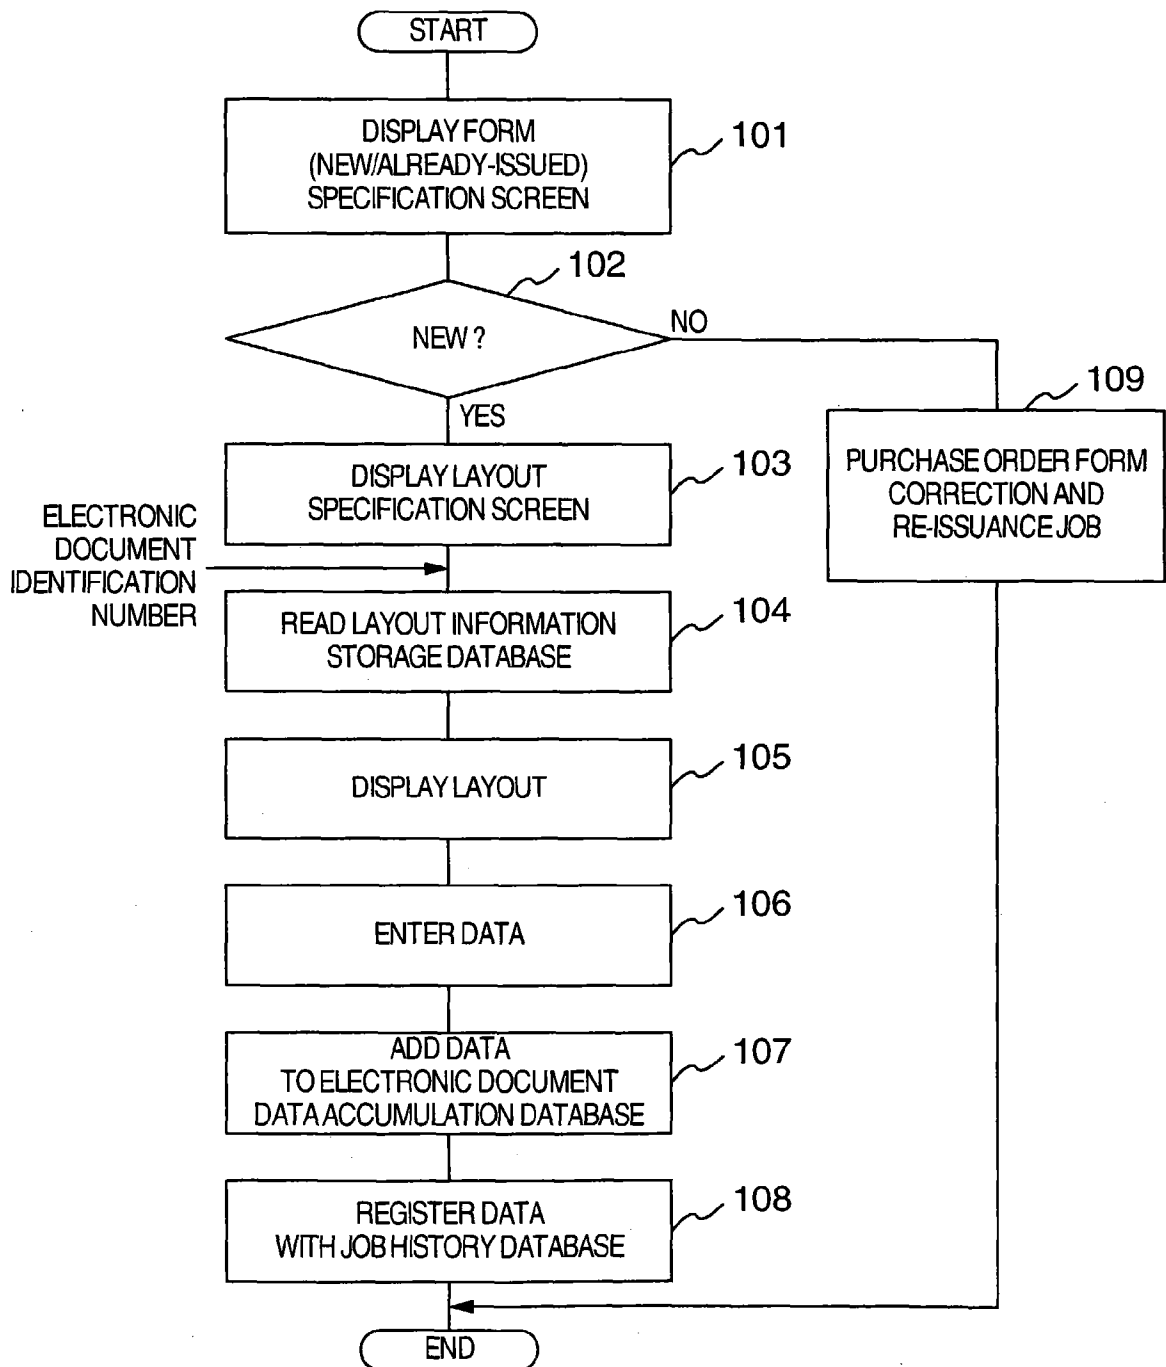 START
DISPLAY FORM
(NEW/ALREADY-ISSUED)
SPECIFICATION SCREEN
101
102
NEW ?
NO
YES
109
PURCHASE ORDER FORM
CORRECTION AND
RE-ISSUANCE JOB
DISPLAY LAYOUT
SPECIFICATION SCREEN
103
ELECTRONIC
DOCUMENT
IDENTIFICATION
NUMBER
READ LAYOUT INFORMATION
STORAGE DATABASE
104
DISPLAY LAYOUT
105
ENTER DATA
106
ADD DATA
TO ELECTRONIC DOCUMENT
DATA ACCUMULATION DATABASE
107
REGISTER DATA
WITH JOB HISTORY DATABASE
108
END